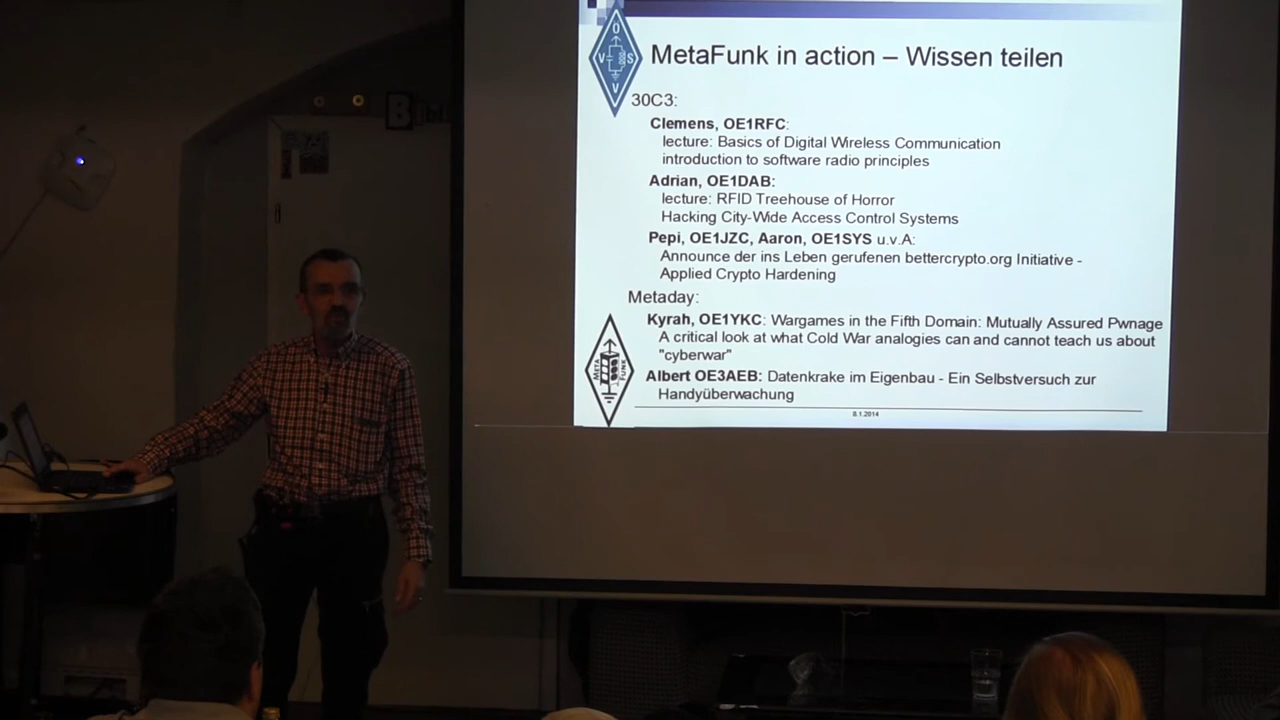 MetaFunk in action – Wissen teilen
30C3:
Clemens, OE1RFC:
lecture: Basics of Digital Wireless Communication
introduction to software radio principles
Adrian, OE1DAB:
lecture: RFID Treehouse of Horror
Hacking City-Wide Access Control Systems
Pepi, OE1JZC, Aaron, OE1SYS u.v.A:
Announce der ins Leben gerufenen bettercrypto.org Initiative -
Applied Crypto Hardening
Metaday:
Kyrah, OE1YKC: Wargames in the Fifth Domain: Mutually Assured Pwnage
A critical look at what Cold War analogies can and cannot teach us about
"cyberwar"
Albert OE3AEB: Datenkrake im Eigenbau - Ein Selbstversuch zur
Handyüberwachung
8.1.2014
Ö
V S
V
META FUNK